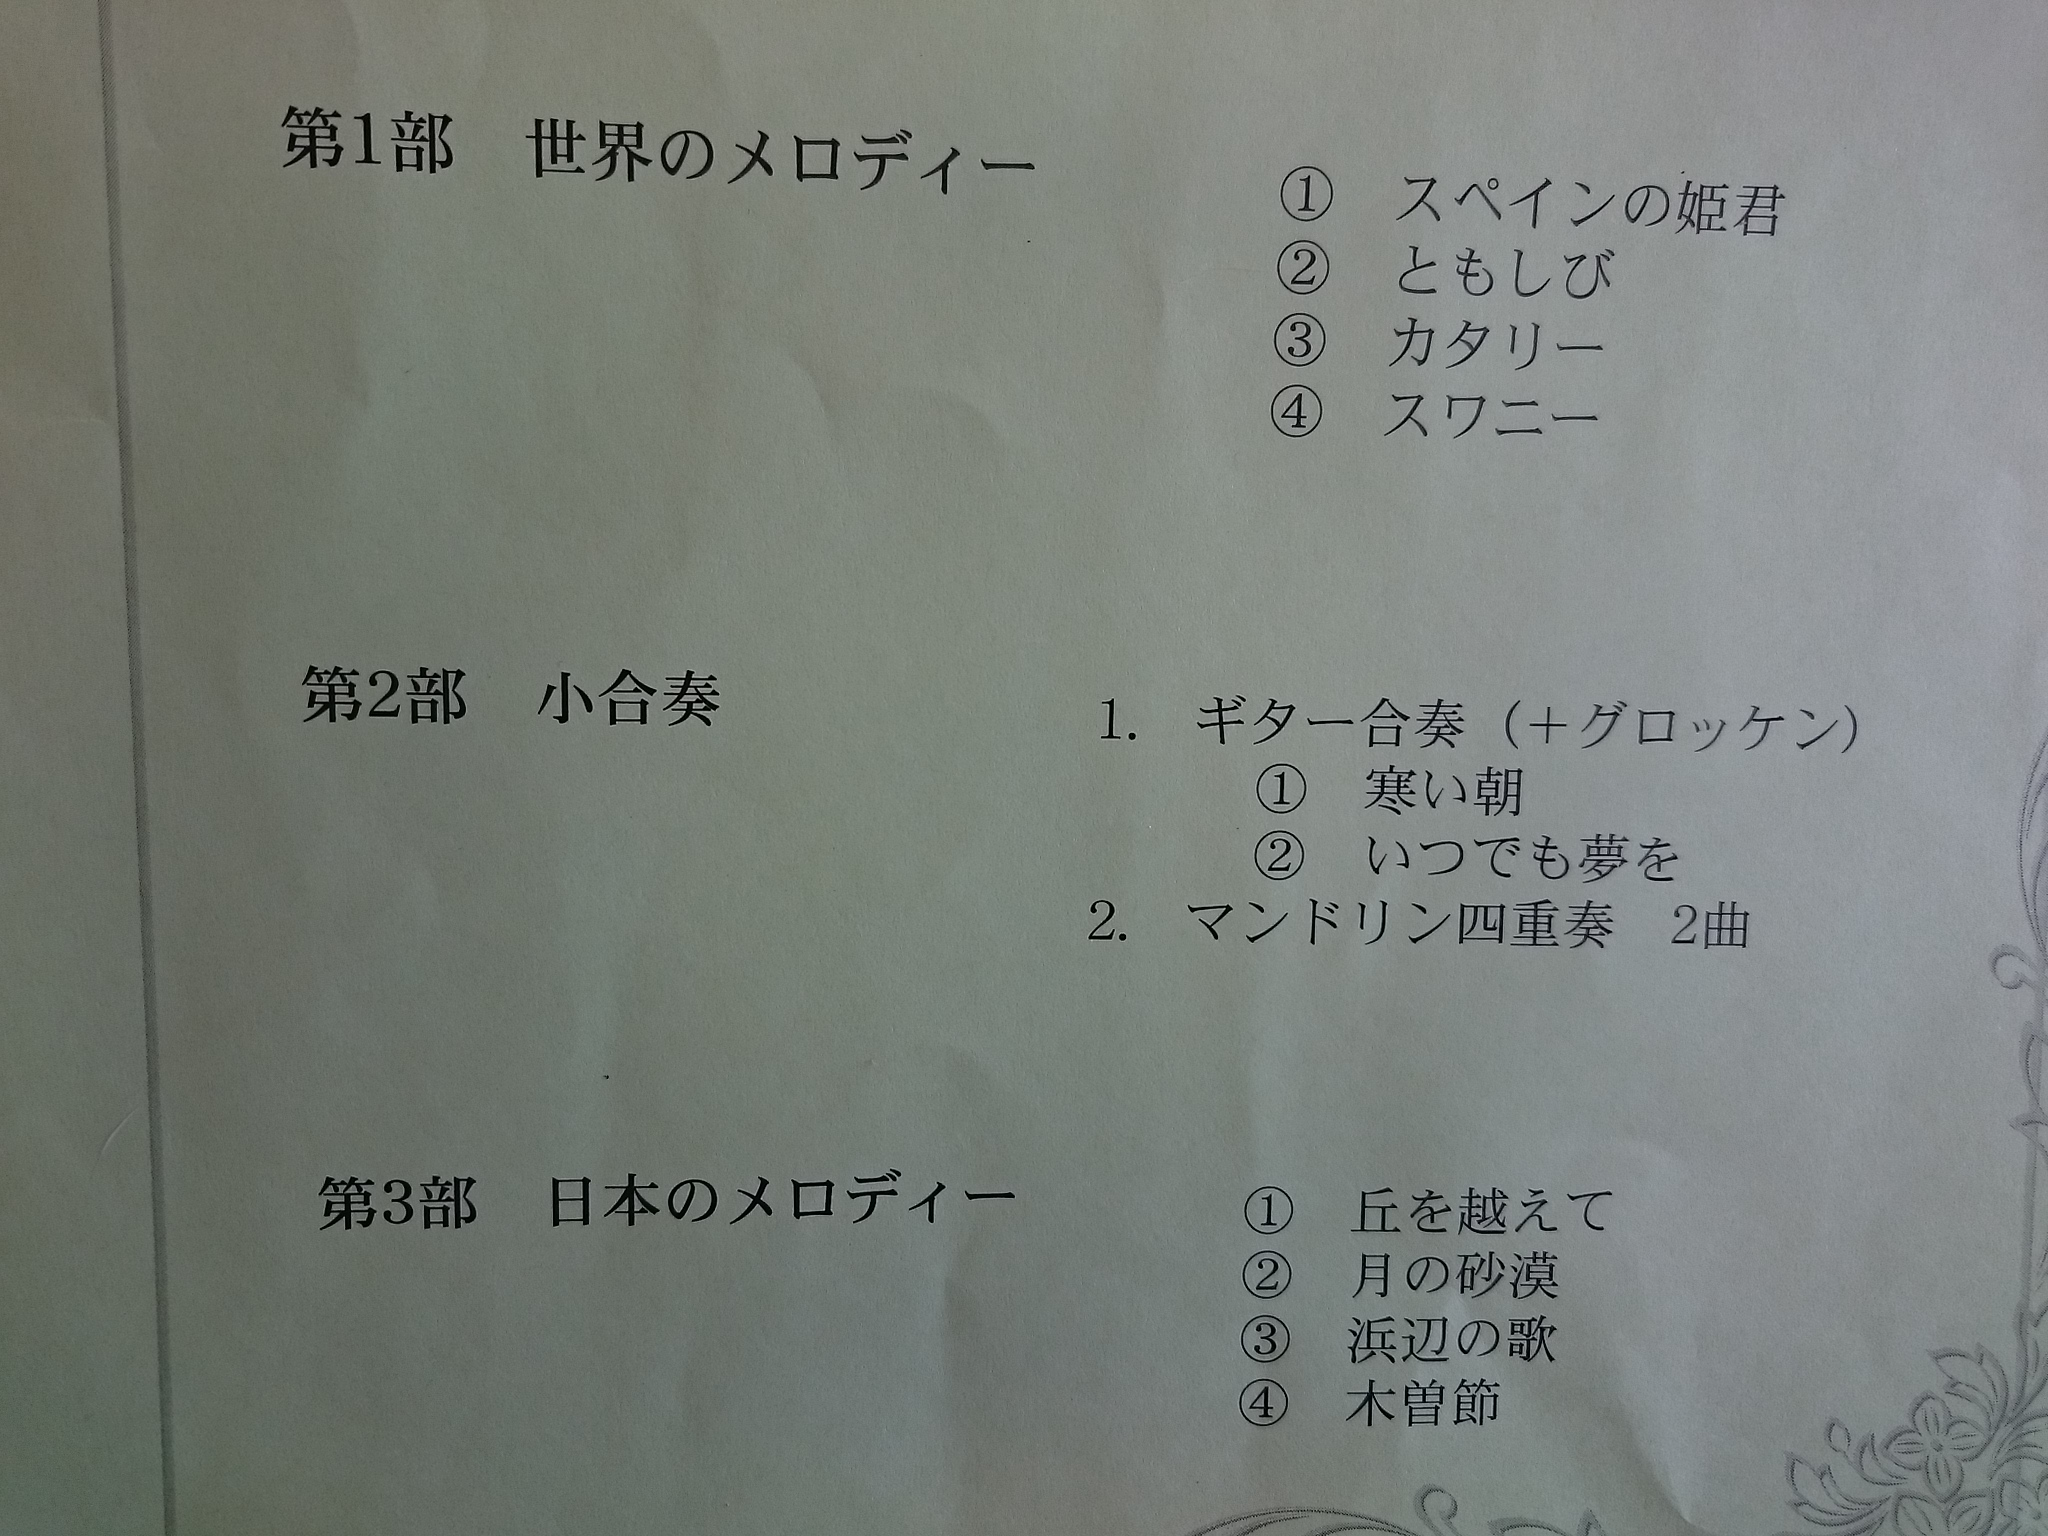 第1部　世界のメロディー
①　スペインの姫君
②　ともしび
③　カタリー
④　スワニー
第2部　小合奏
1.　ギター合奏（＋グロッケン）
①　寒い朝
②　いつでも夢を
2.　マンドリン四重奏　2曲
第3部　日本のメロディー
①　丘を越えて
②　月の砂漠
③　浜辺の歌
④　木曽節